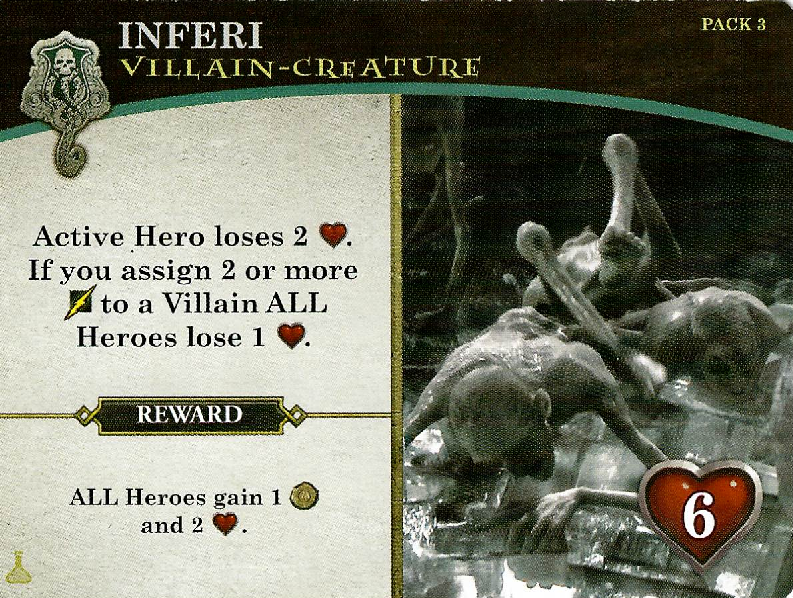 INFERI
VILLAIN-CREATURE
PACK 3
Active Hero loses 2 .
If you assign 2 or more
to a Villain ALL
Heroes lose 1 .
REWARD
ALL Heroes gain 1
and 2 .
6